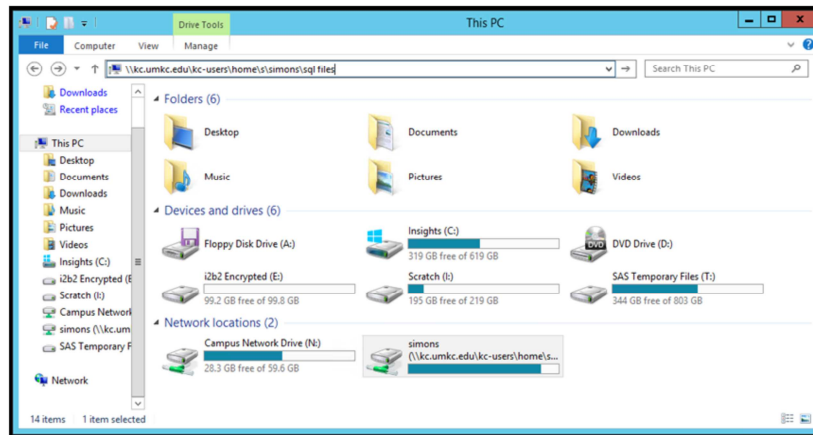 Drive Tools
This PC
File Computer View Manage
\\kc.umkc.edu\kc-users\home\s\simons\sql files
Search This PC
Downloads
Recent places
This PC
Desktop
Documents
Downloads
Music
Pictures
Videos
Insights (C:)
i2b2 Encrypted (E
Scratch (I:)
Campus Network
simons (\\kc.um
SAS Temporary F
Network
Folders (6)
Desktop
Documents
Downloads
Music
Pictures
Videos
Devices and drives (6)
Floppy Disk Drive (A:)
Insights (C:)
319 GB free of 619 GB
DVD
DVD Drive (D:)
i2b2 Encrypted (E:)
99.2 GB free of 99.8 GB
Scratch (I:)
195 GB free of 219 GB
SAS Temporary Files (T:)
344 GB free of 803 GB
Network locations (2)
Campus Network Drive (N:)
28.3 GB free of 59.6 GB
simons
(\\kc.umkc.edu\kc-users\home\s...
14 items 1 item selected